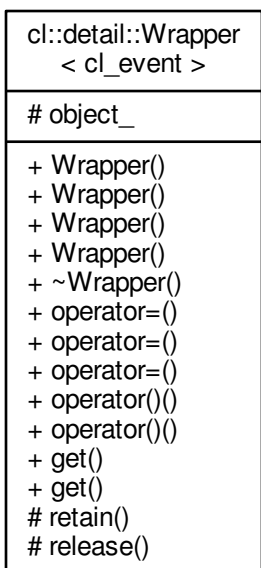 cl::detail::Wrapper
< cl_event >
# object_
+ Wrapper()
+ Wrapper()
+ Wrapper()
+ Wrapper()
+ ~Wrapper()
+ operator=()
+ operator=()
+ operator=()
+ operator()()
+ operator()()
+ get()
+ get()
# retain()
# release()